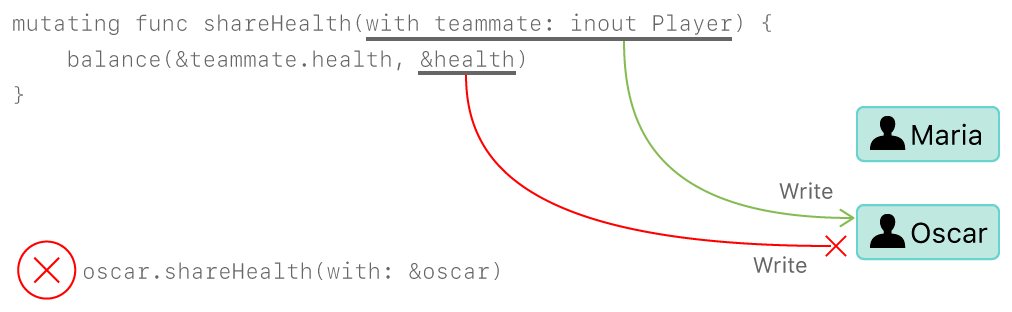 mutating func shareHealth(with teammate: inout Player) {
    balance(&teammate.health, &health)
}
Maria
Write
Oscar
Write
oscar.shareHealth(with: &oscar)